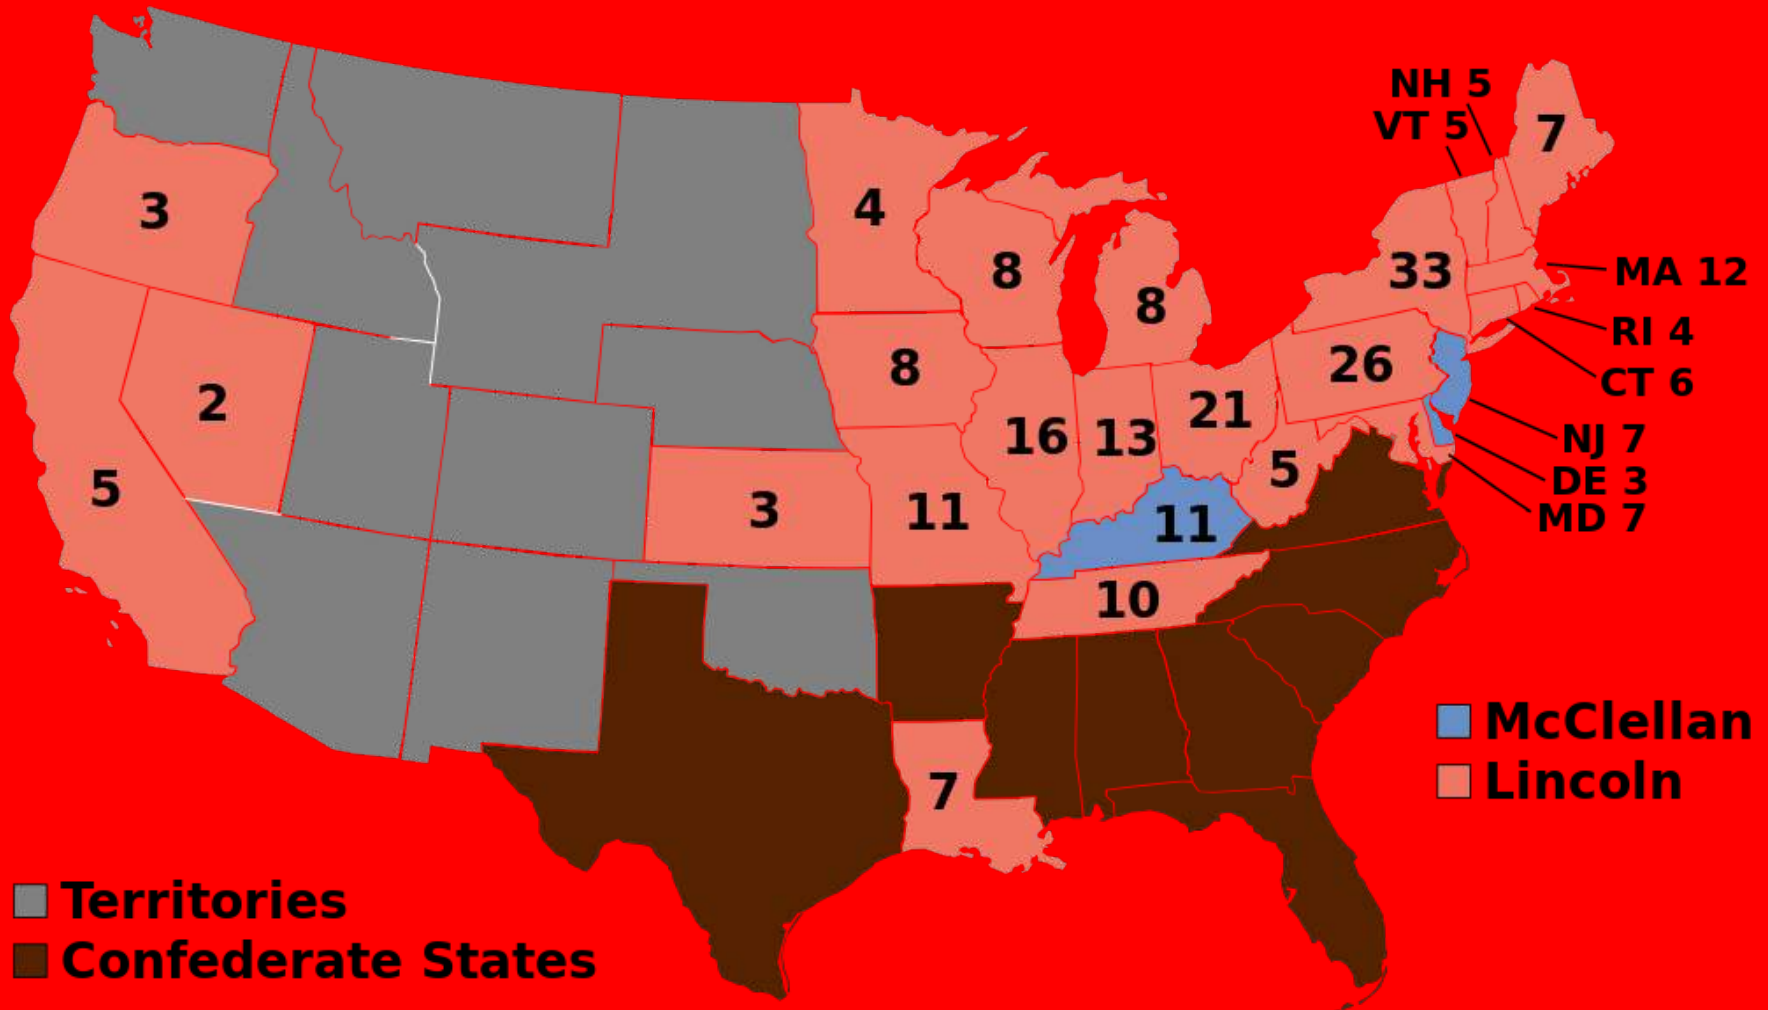 NH 5
VT 5
7
3
4
8
33
MA 12
8
RI 4
8
26
CT 6
2
21
16
13
NJ 7
5
5
DE 3
3
11
11
MD 7
10
McClellan
Lincoln
7
Territories
Confederate States